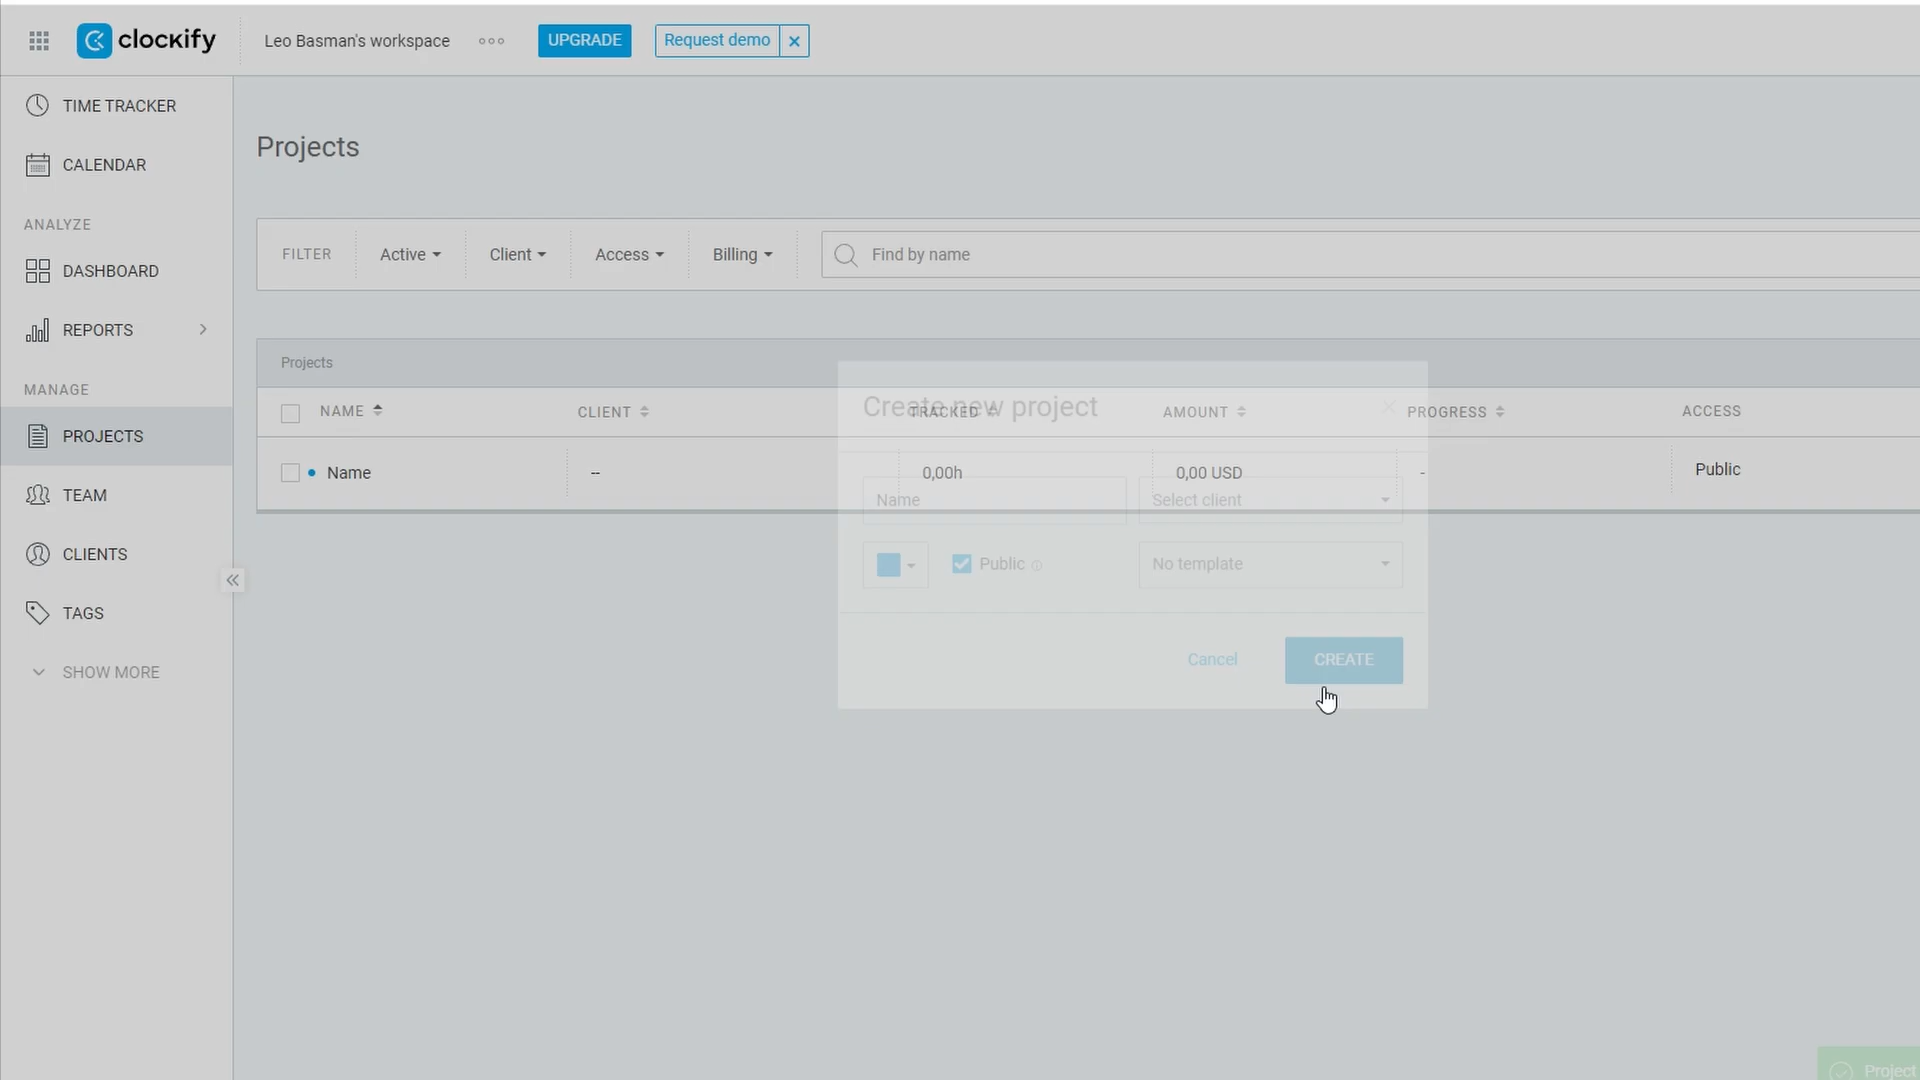 clockify Leo Basman's workspace UPGRADE Request demo
TIME TRACKER
CALENDAR
ANALYZE
DASHBOARD
REPORTS
MANAGE
PROJECTS
TEAM
CLIENTS
TAGS
SHOW MORE
Projects
FILTER Active Client Access Billing Find by name
Projects
NAME CLIENT TRACKED AMOUNT PROGRESS ACCESS
Name -- 0,00h 0,00 USD - Public
Create new project
Name Select client
Public No template
Cancel CREATE
Project